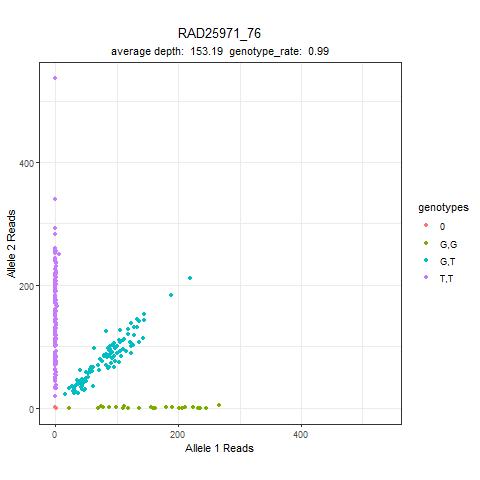 RAD25971_76
average depth:  153.19  genotype_rate:  0.99
Allele 2 Reads
400
200
0
0
200
400
Allele 1 Reads
genotypes
0
G,G
G,T
T,T